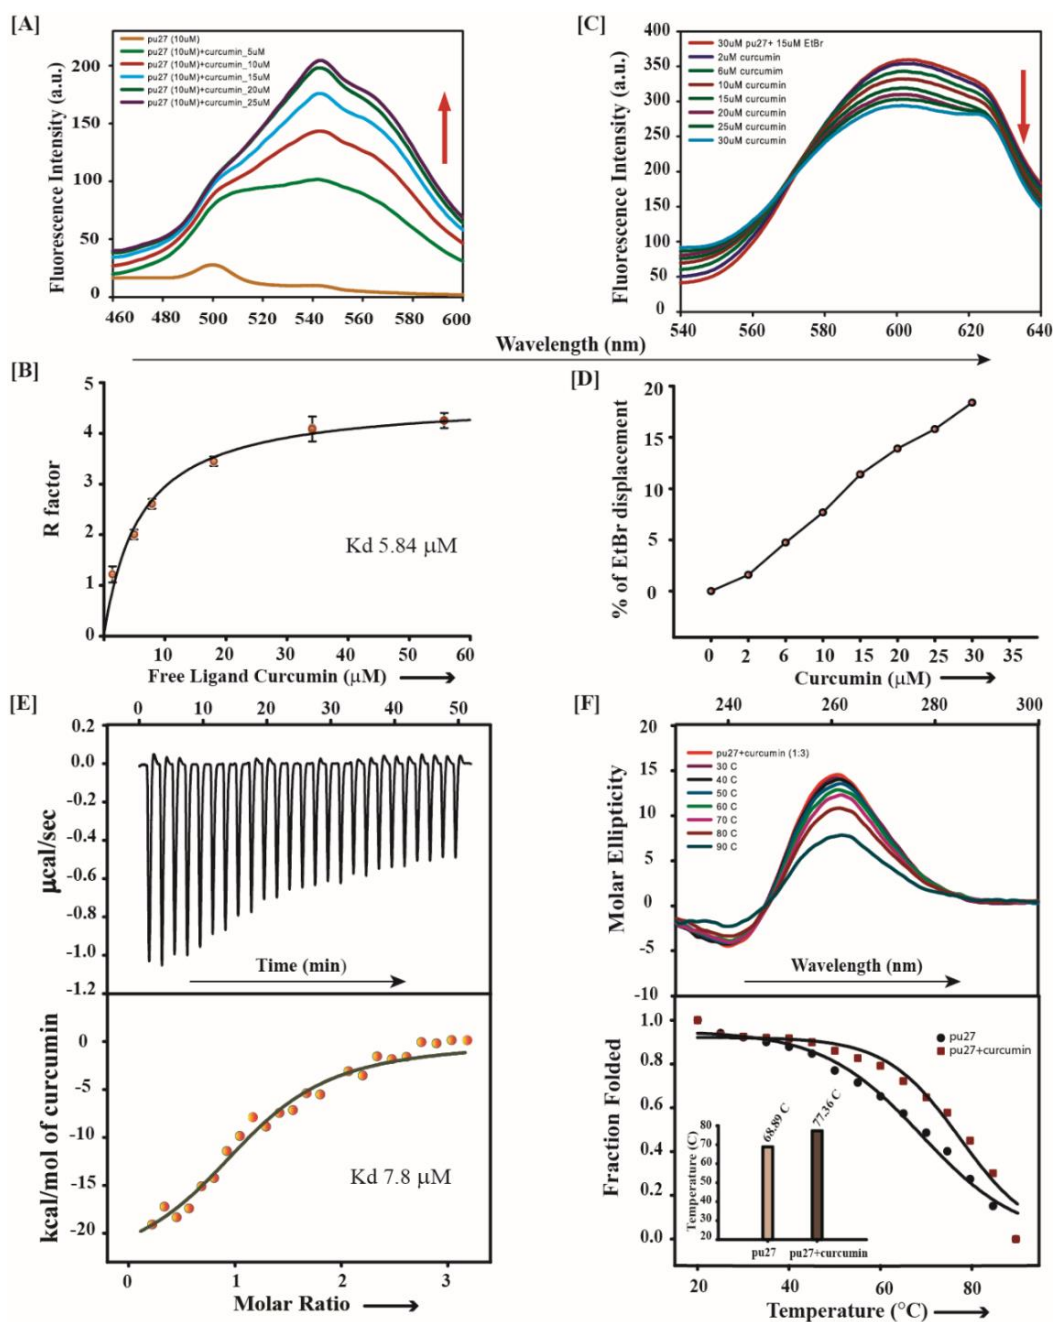 [A]
Fluorescence Intensity (a.u.)
200
150
100
50
0
pu27 (10uM)
pu27 (10uM)+curcumin_5uM
pu27 (10uM)+curcumin_10uM
pu27 (10uM)+curcumin_15uM
pu27 (10uM)+curcumin_20uM
pu27 (10uM)+curcumin_25uM
460 480 500 520 540 560 580 600
[C]
Fluorescence Intensity (a.u.)
400
350
300
250
200
150
100
50
0
30uM pu27+ 15uM EtBr
2uM curcumin
6uM curcumin
10uM curcumin
15uM curcumin
20uM curcumin
25uM curcumin
30uM curcumin
540 560 580 600 620 640
Wavelength (nm)
[B]
R factor
5
4
3
2
1
0
Kd 5.84 μM
10 20 30 40 50 60
Free Ligand Curcumin (μM)
[D]
% of EtBr displacement
20
15
10
5
0
0 2 6 10 15 20 25 30 35
Curcumin (μM)
[E]
0 10 20 30 40 50
μcal/sec
0.2
0.0
-0.2
-0.4
-0.6
-0.8
-1.0
-1.2
Time (min)
kcal/mol of curcumin
0
-5
-10
-15
-20
Kd 7.8 μM
0 1 2 3
Molar Ratio
[F]
240 260 280 300
Molar Ellipticity
20
15
10
5
0
-5
-10
pu27+curcumin (1:3)
30 C
40 C
50 C
60 C
70 C
80 C
90 C
Wavelength (nm)
Fraction Folded
1.0
0.8
0.6
0.4
0.2
0.0
pu27
pu27+curcumin
Temperature (C)
80
70
60
50
40
30
20
68.89 C
77.36 C
pu27 pu27+curcumin
20 40 60 80
Temperature (°C)